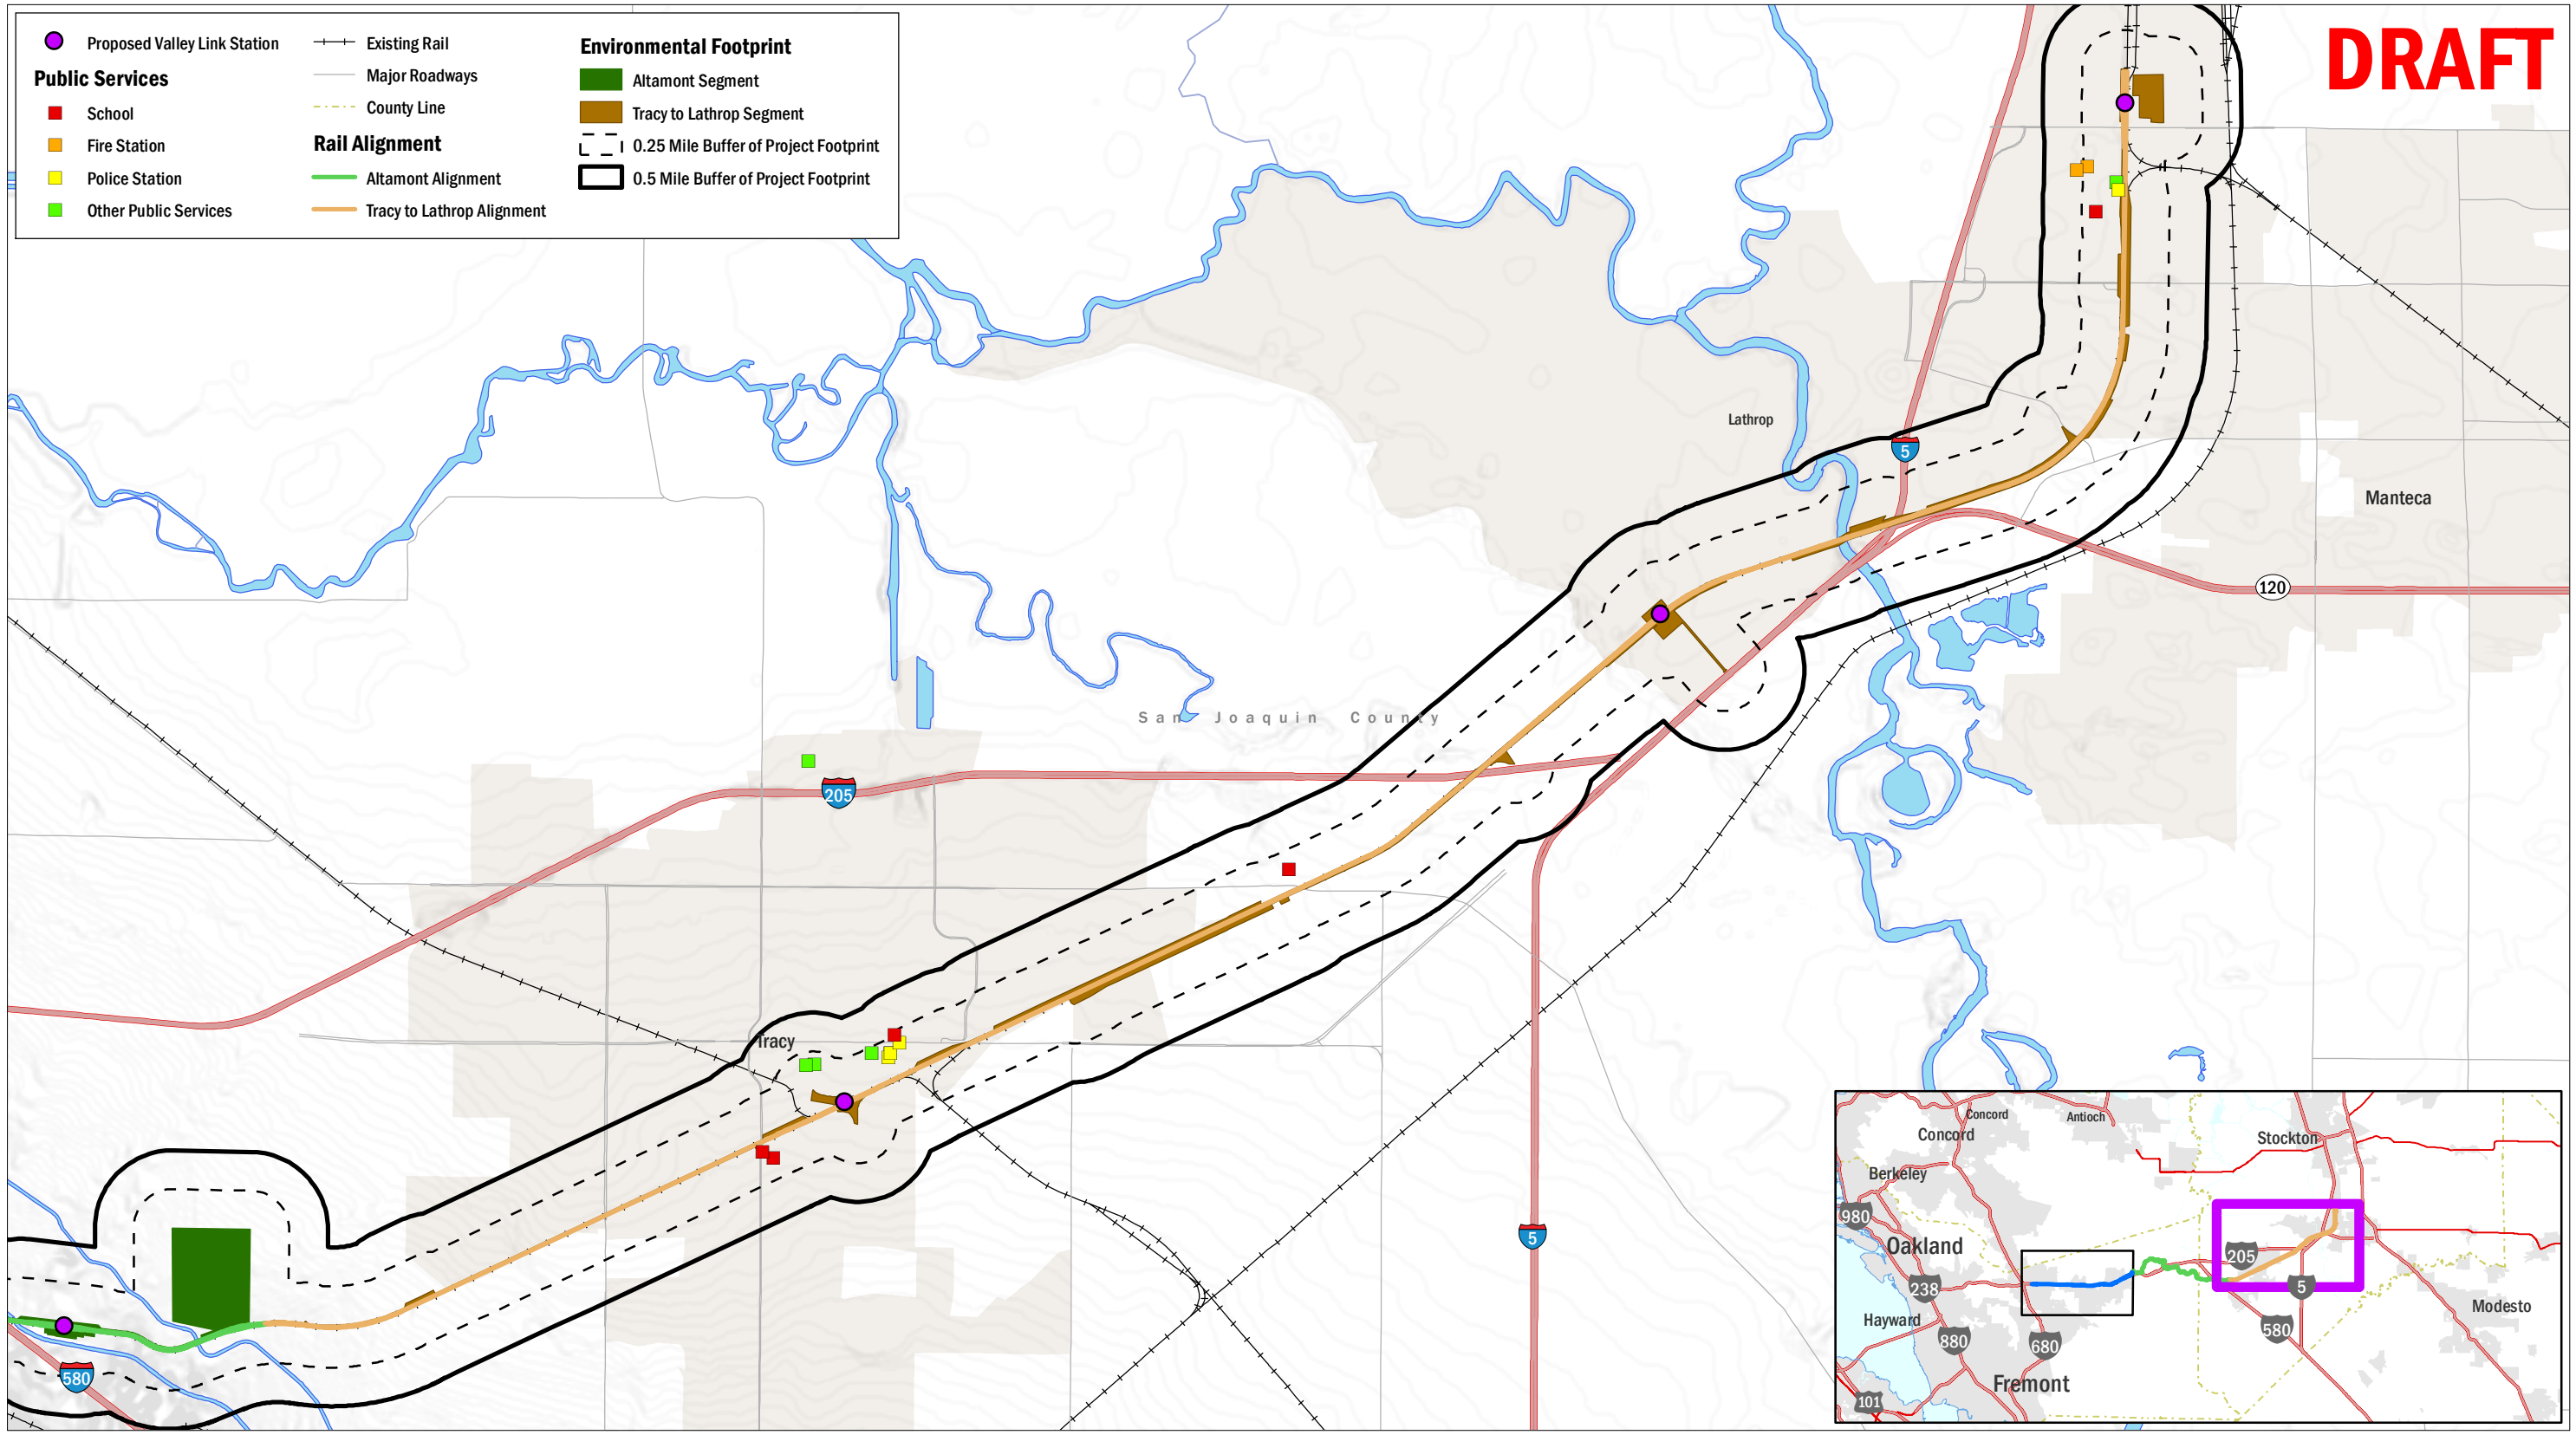 Proposed Valley Link Station
Public Services
School
Fire Station
Police Station
Other Public Services
Existing Rail
Major Roadways
County Line
Rail Alignment
Altamont Alignment
Tracy to Lathrop Alignment
Environmental Footprint
Altamont Segment
Tracy to Lathrop Segment
0.25 Mile Buffer of Project Footprint
0.5 Mile Buffer of Project Footprint
DRAFT
Lathrop
5
Manteca
120
San Joaquin County
205
Tracy
5
580
Concord
Antioch
Concord
Stockton
Berkeley
980
Oakland
205
238
5
Modesto
Hayward
580
880
680
Fremont
101